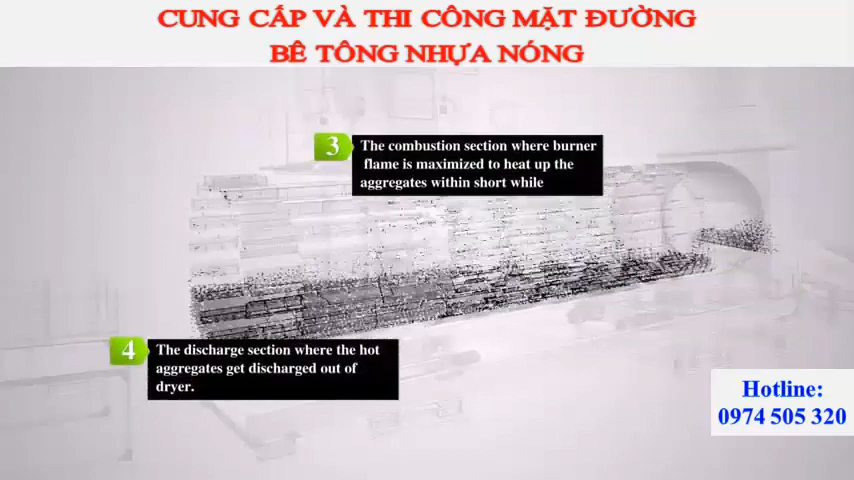 CUNG CẤP VÀ THI CÔNG MẶT ĐƯỜNG
BÊ TÔNG NHỰA NÓNG
3
The combustion section where burner
flame is maximized to heat up the
aggregates within short while
4
The discharge section where the hot
aggregates get discharged out of
dryer.
Hotline:
0974 505 320